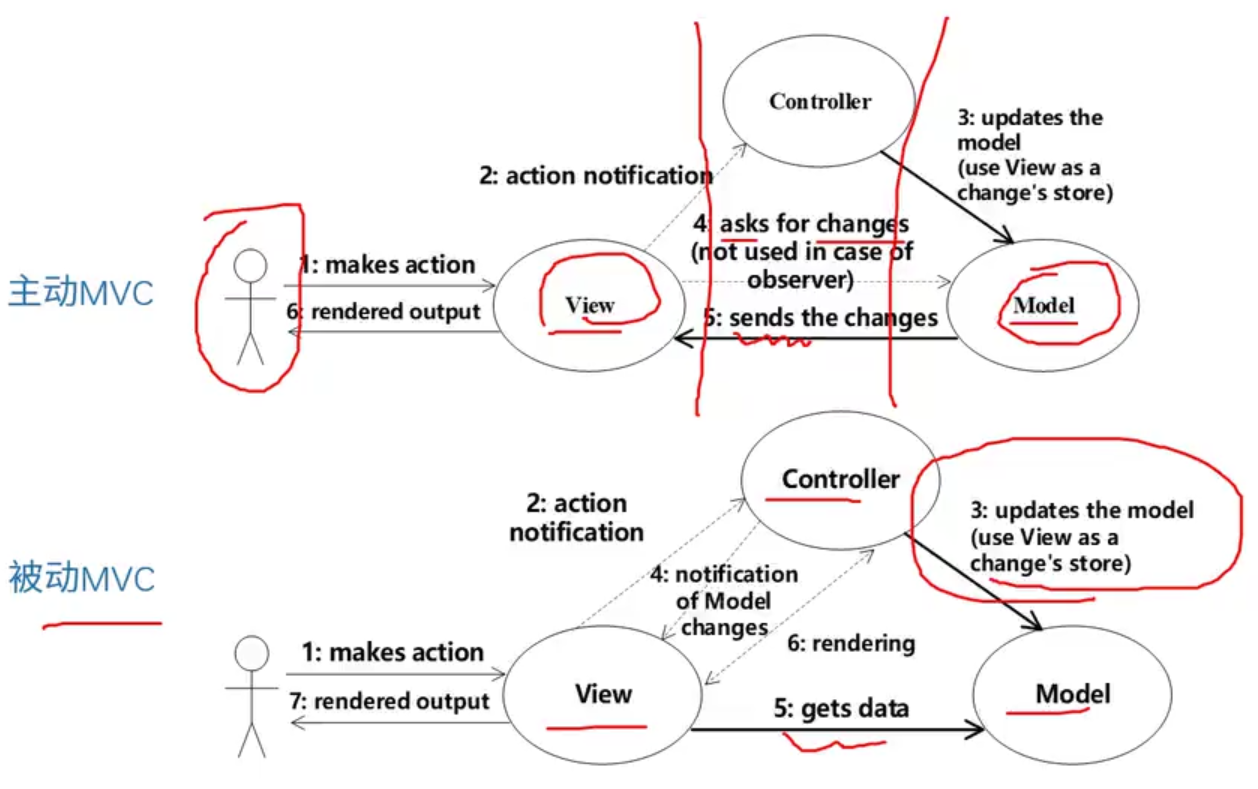 Controller
3: updates the
model
(use View as a
change's store)
2: action notification
4: asks for changes
(not used in case of
observer)
主动MVC
1: makes action
6: rendered output
View
Model
5: sends the changes
Controller
2: action
notification
3: updates the model
(use View as a
change's store)
被动MVC
4: notification
of Model
changes
6: rendering
1: makes action
7: rendered output
View
5: gets data
Model